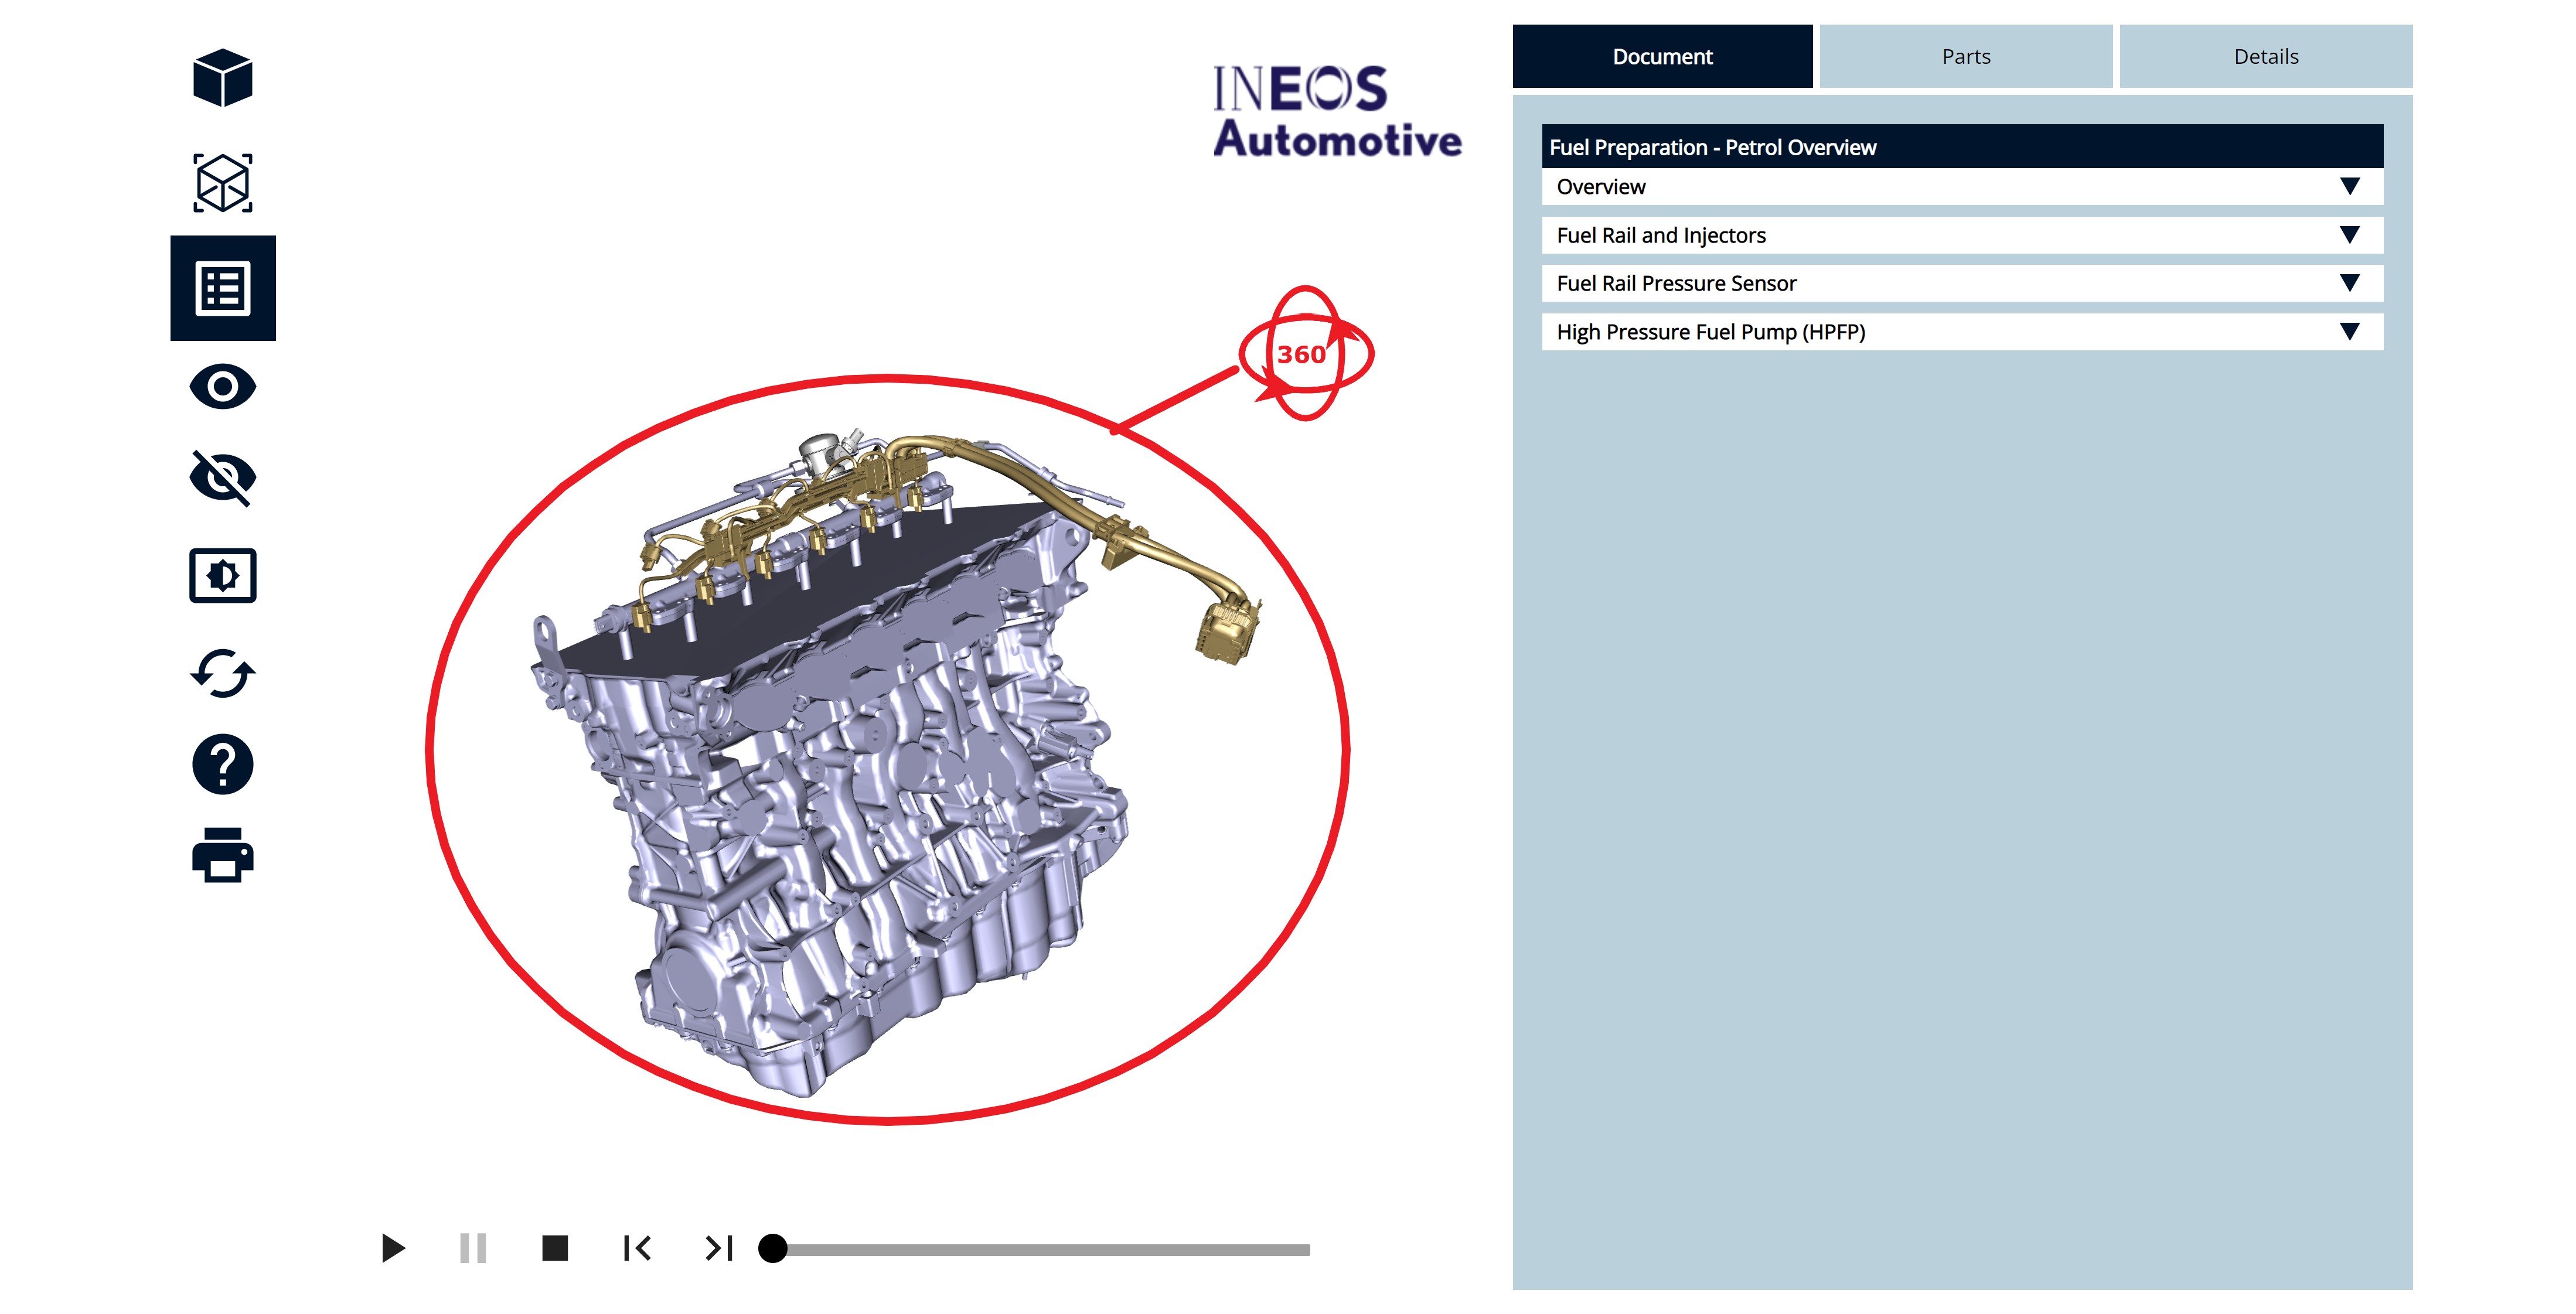 INEOS
Automotive
360
Document
Parts
Details
Fuel Preparation - Petrol Overview
Overview
Fuel Rail and Injectors
Fuel Rail Pressure Sensor
High Pressure Fuel Pump (HPFP)